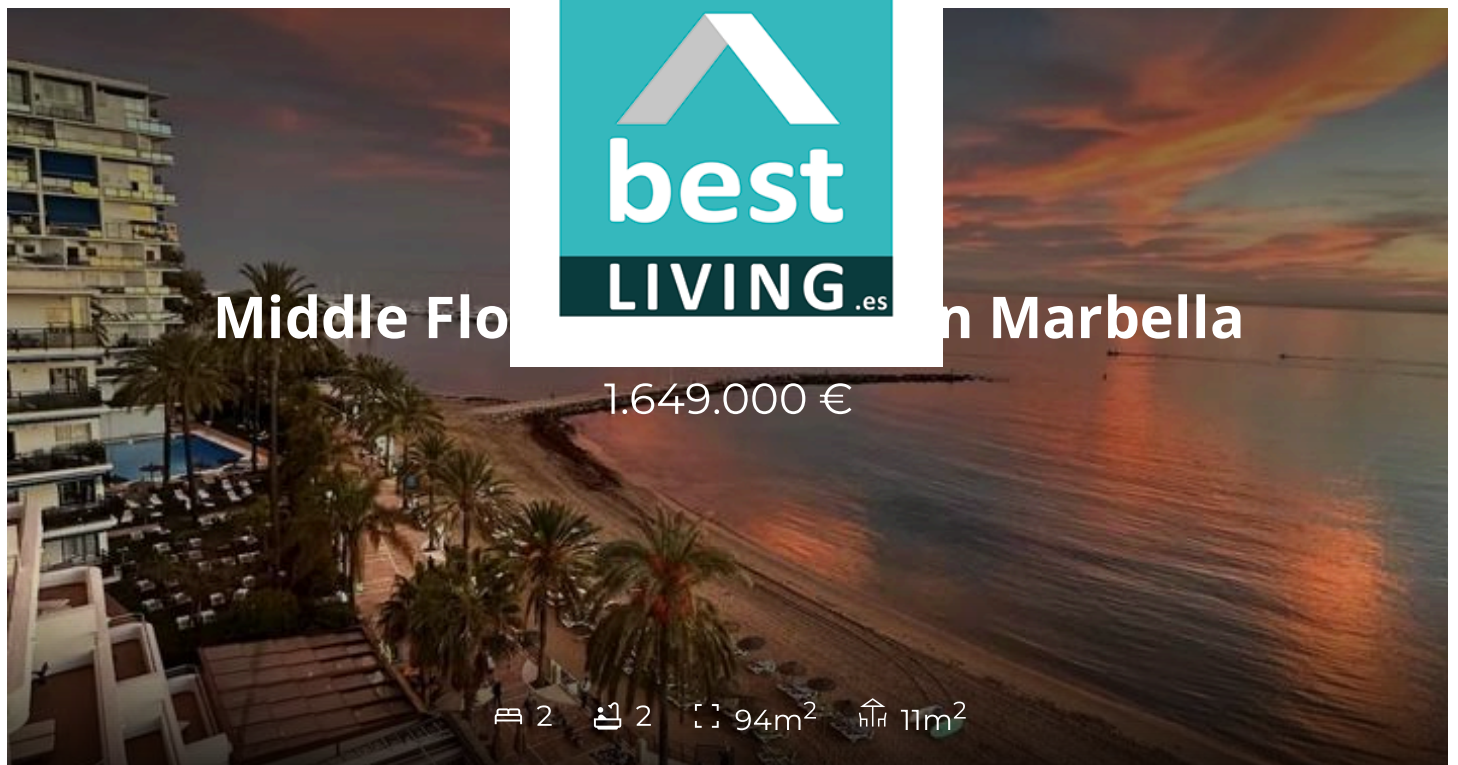 best
LIVING.es
Middle Flo n Marbella
1.649.000 €
2 2 94m² 11m²